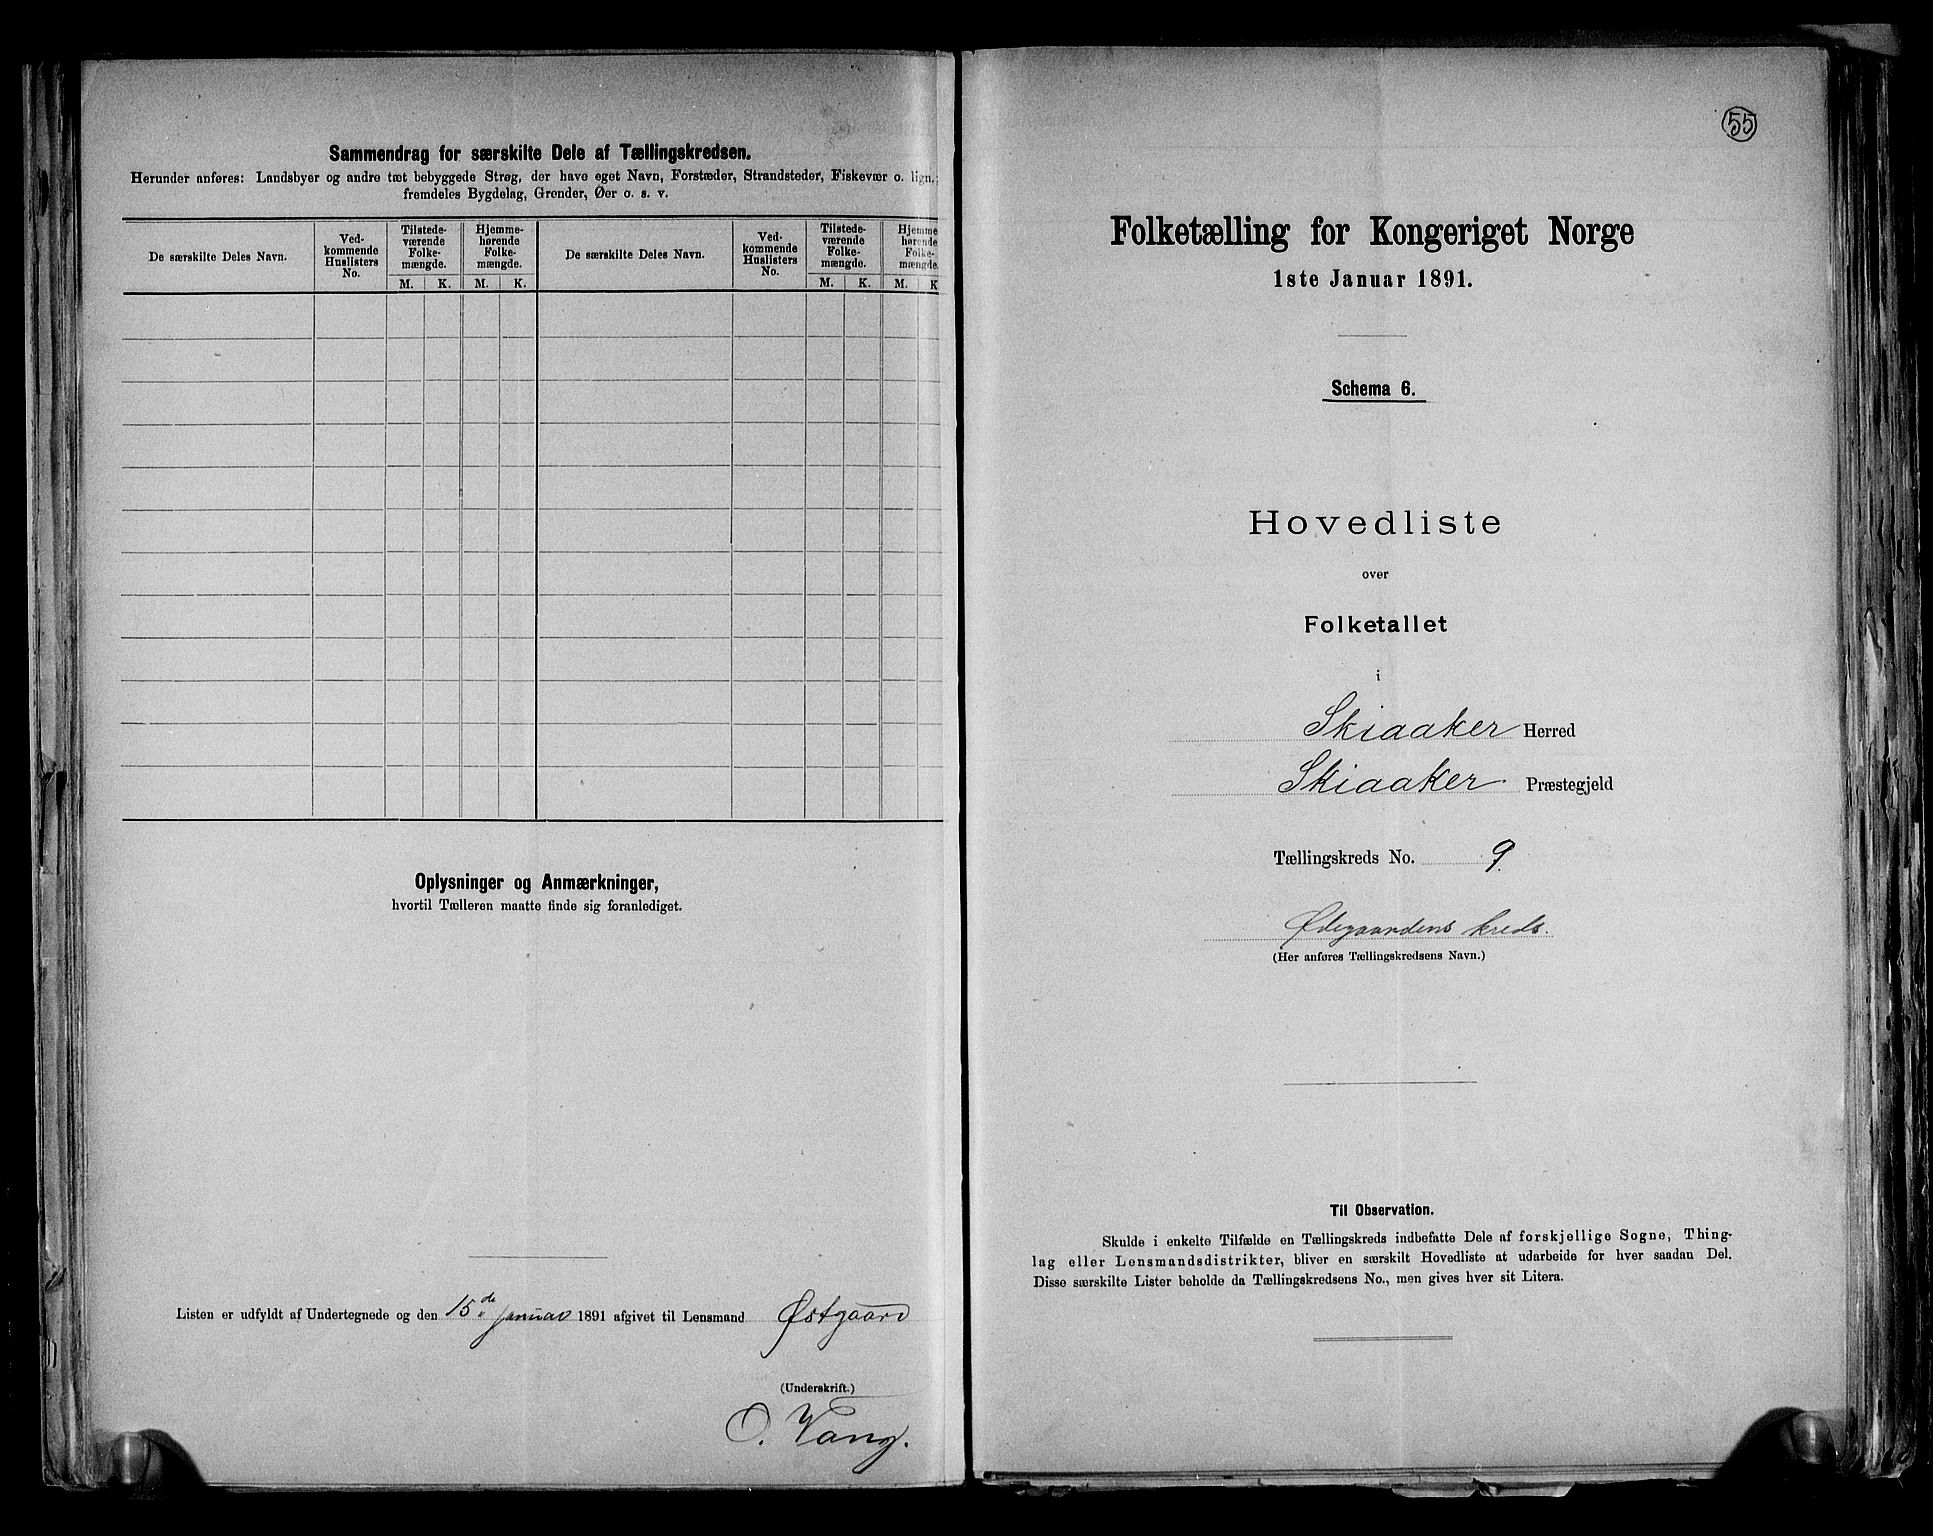 Sammendrag for særskilte Dele af Tællingskredsen.
Herunder anføres: Landsbyer og andre tæt bebyggede Strøg, der have eget Navn, Forstæder, Strandsteder, Fiskevær o. lign.;
fremdeles Bygdelag, Grender, Øer o. s. v.
De særskilte Deles Navn.
Ved-
kommende
Huslisters
No.
Tilstede-
værende
Folke-
mængde.
Hjemme-
hørende
Folke-
mængde.
De særskilte Deles Navn.
Ved-
kommende
Huslisters
No.
Tilstede-
værende
Folke-
mængde.
Hjemme
hørende
Folke-
mængde.
M. K. M. K. M. K. M. K
Oplysninger og Anmærkninger,
hvortil Tælleren maatte finde sig foranlediget.
Listen er udfyldt af Undertegnede og den 15de januar 1891 afgivet til Lensmand Østgaard
(Underskrift.)
O. Vang.
55
Folketælling for Kongeriget Norge
1ste Januar 1891.
Schema 6.
Hovedliste
over
Folketallet
i
Skiaaker Herred
Skiaaker Præstegjeld
Tællingskreds No. 9.
Ødegaardens kreds.
(Her anføres Tællingskredsens Navn.)
Til Observation.
Skulde i enkelte Tilfælde en Tællingskreds indbefatte Dele af forskjellige Sogne, Thing-
lag eller Lensmandsdistrikter, bliver en særskilt Hovedliste at udarbeide for hver saadan Del.
Disse særskilte Lister beholde da Tællingskredsens No., men gives hver sit Litera.